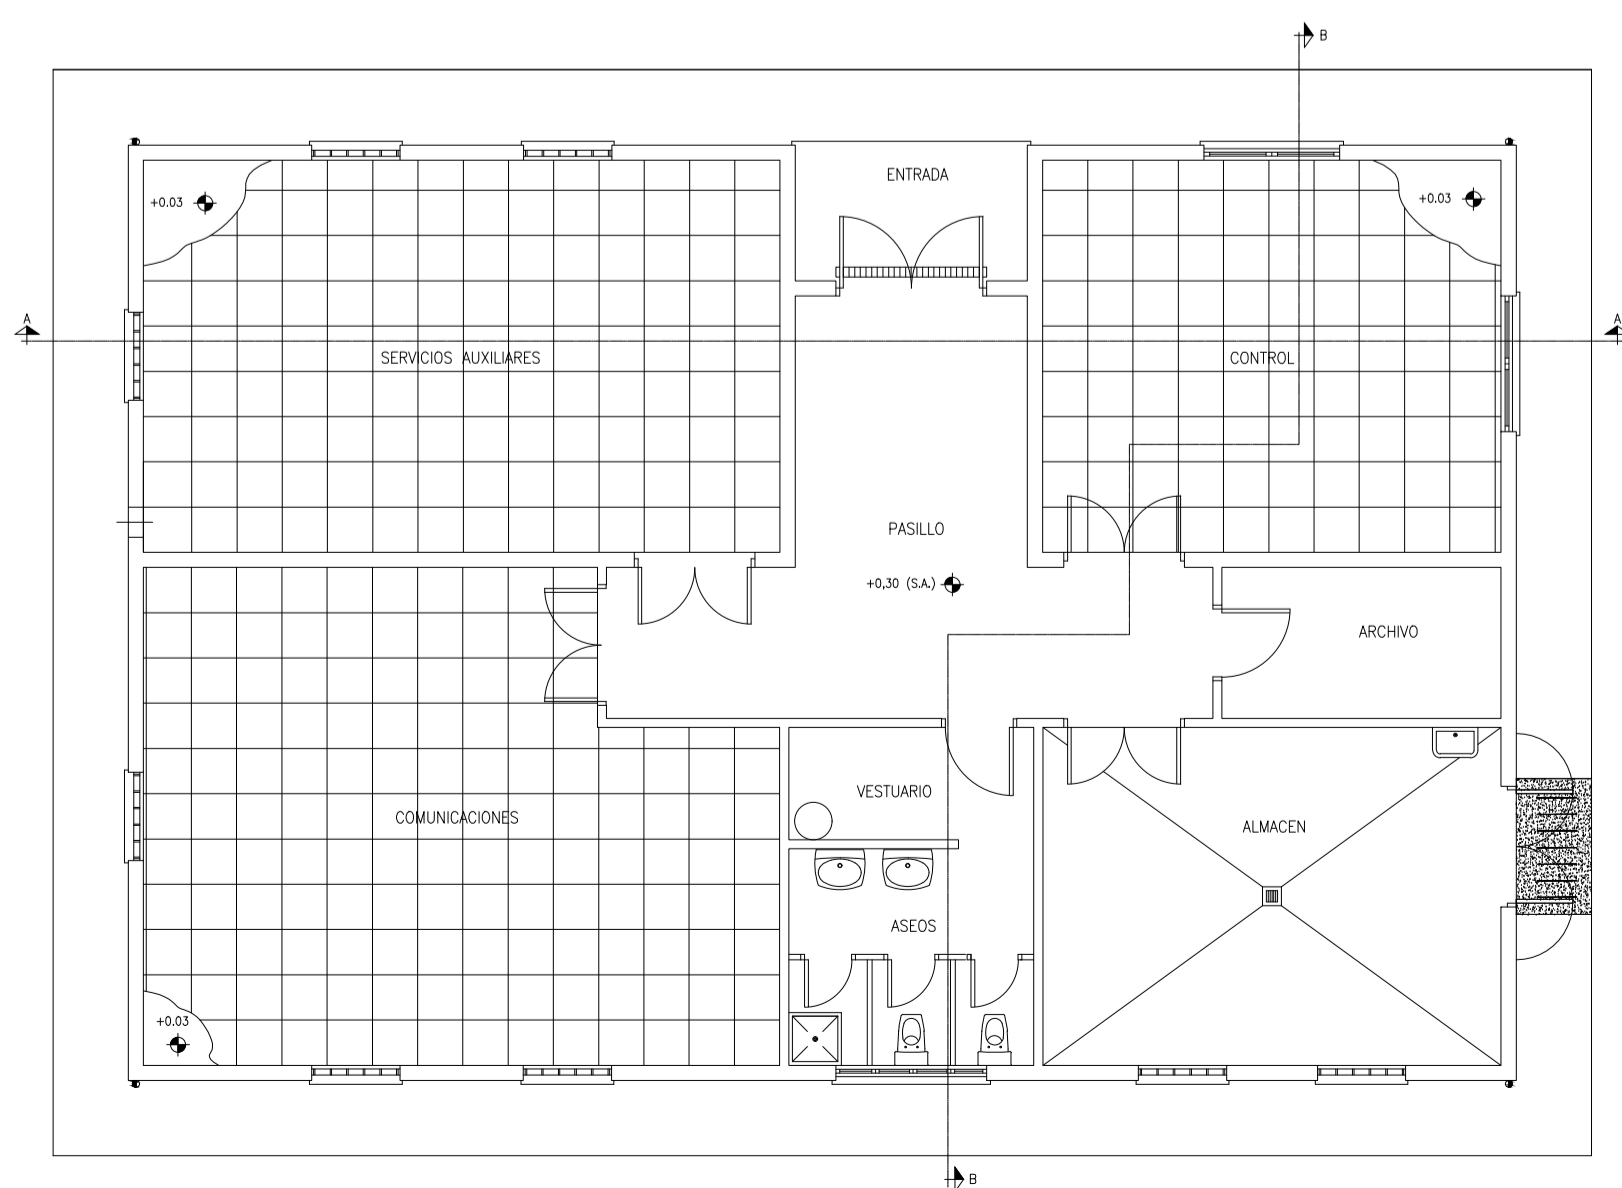 B
ENTRADA
+0.03
+0.03
A
A
SERVICIOS AUXILIARES
CONTROL
PASILLO
+0,30 (S.A.)
ARCHIVO
VESTUARIO
COMUNICACIONES
ALMACEN
ASEOS
+0.03
B